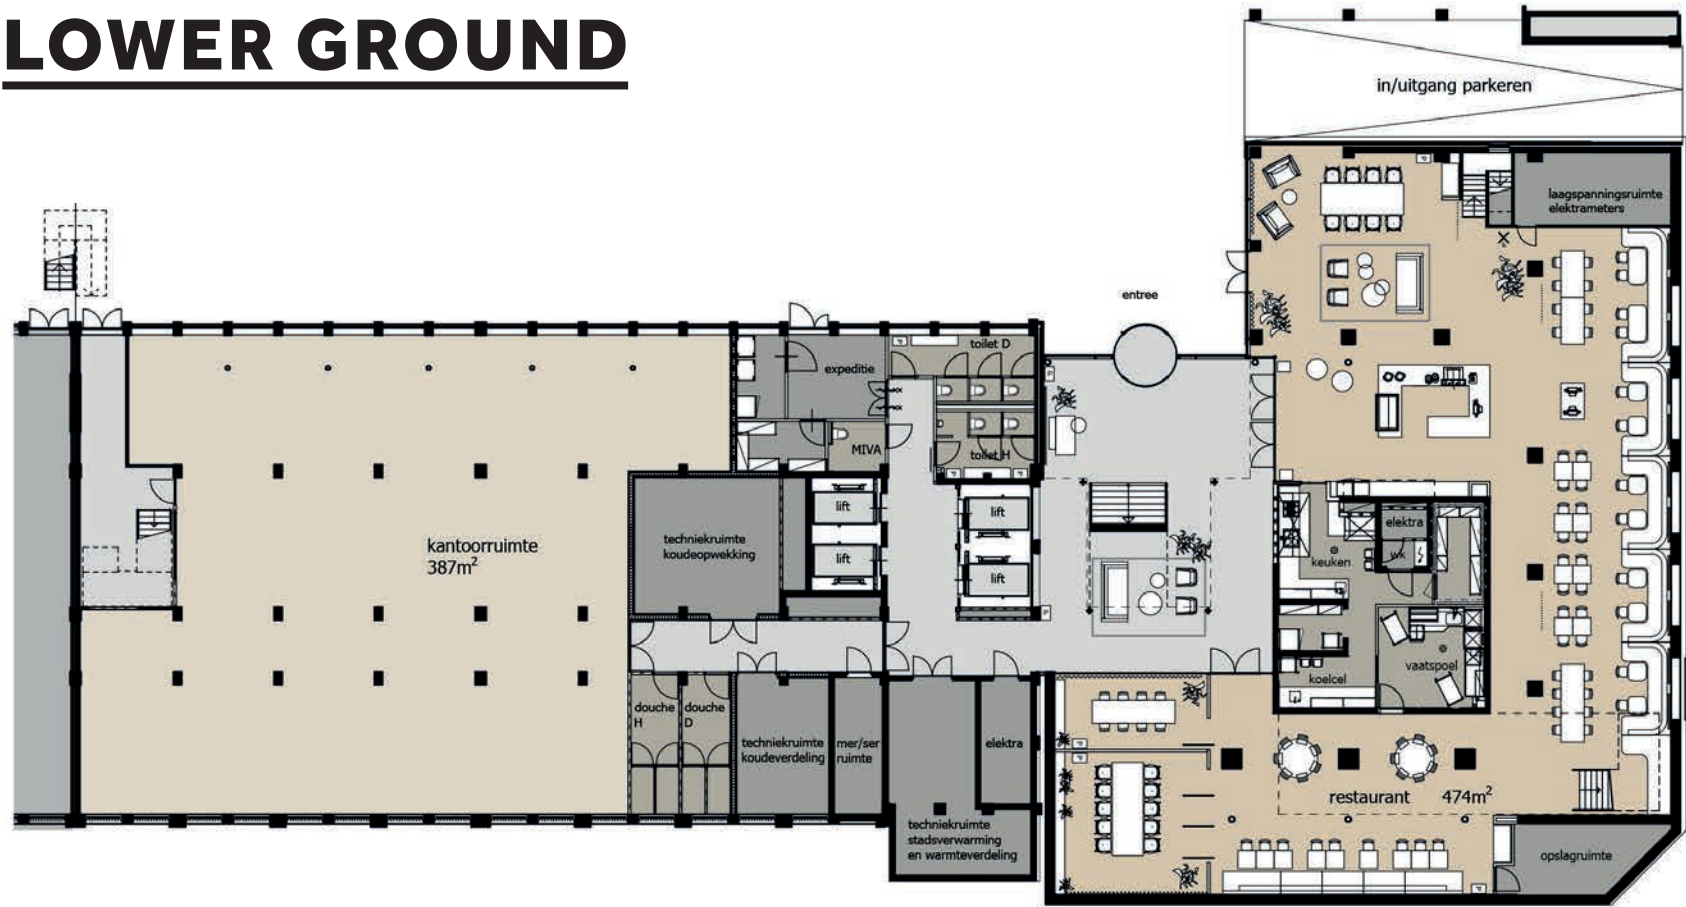 LOWER GROUND
in/uitgang parkeren
laagspanningsruimte
elektrameters
entree
toilet D
expeditie
MIVA
toilet H
lift
lift
lift
lift
techniekruimte
koudeopwekking
kantoorruimte
387m²
elektra
wk
keuken
vaatspoel
koelcel
douche
H
douche
D
techniekruimte
koudeverdeling
mer/ser
ruimte
elektra
techniekruimte
stadsverwarming
en warmteverdeling
restaurant 474m²
opslagruimte